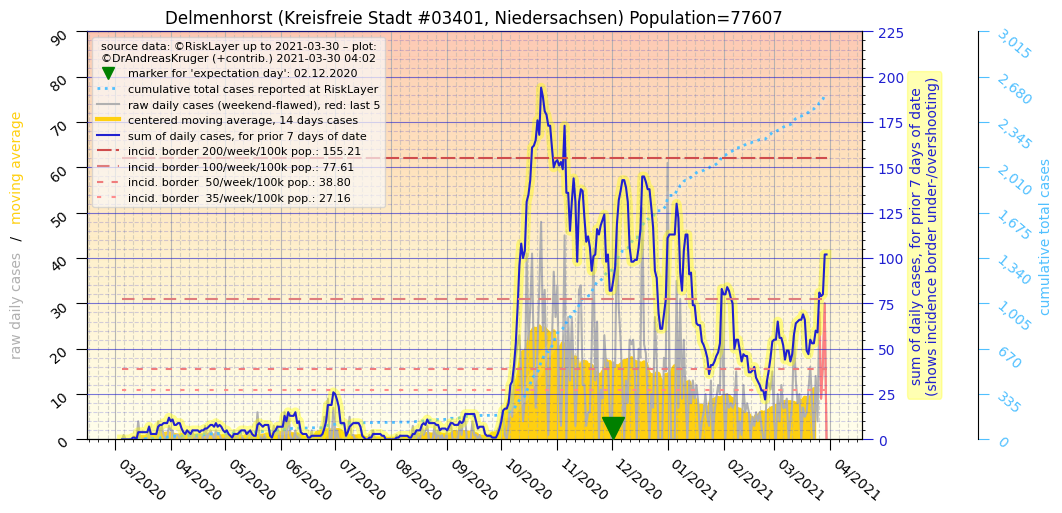 Delmenhorst (Kreisfreie Stadt #03401, Niedersachsen) Population=77607
source data: ©RiskLayer up to 2021-03-30 – plot:
©DrAndreasKruger (+contrib.) 2021-03-30 04:02
marker for 'expectation day': 02.12.2020
cumulative total cases reported at RiskLayer
raw daily cases (weekend-flawed), red: last 5
centered moving average, 14 days cases
sum of daily cases, for prior 7 days of date
incid. border 200/week/100k pop.: 155.21
incid. border 100/week/100k pop.: 77.61
incid. border  50/week/100k pop.: 38.80
incid. border  35/week/100k pop.: 27.16
raw daily cases / moving average
90
80
70
60
50
40
30
20
10
0
03/2020
04/2020
05/2020
06/2020
07/2020
08/2020
09/2020
10/2020
11/2020
12/2020
01/2021
02/2021
03/2021
04/2021
225
200
175
150
125
100
75
50
25
0
sum of daily cases, for prior 7 days of date
(shows incidence border under-/overshooting)
3,015
2,680
2,345
2,010
1,675
1,340
1,005
670
335
0
cumulative total cases